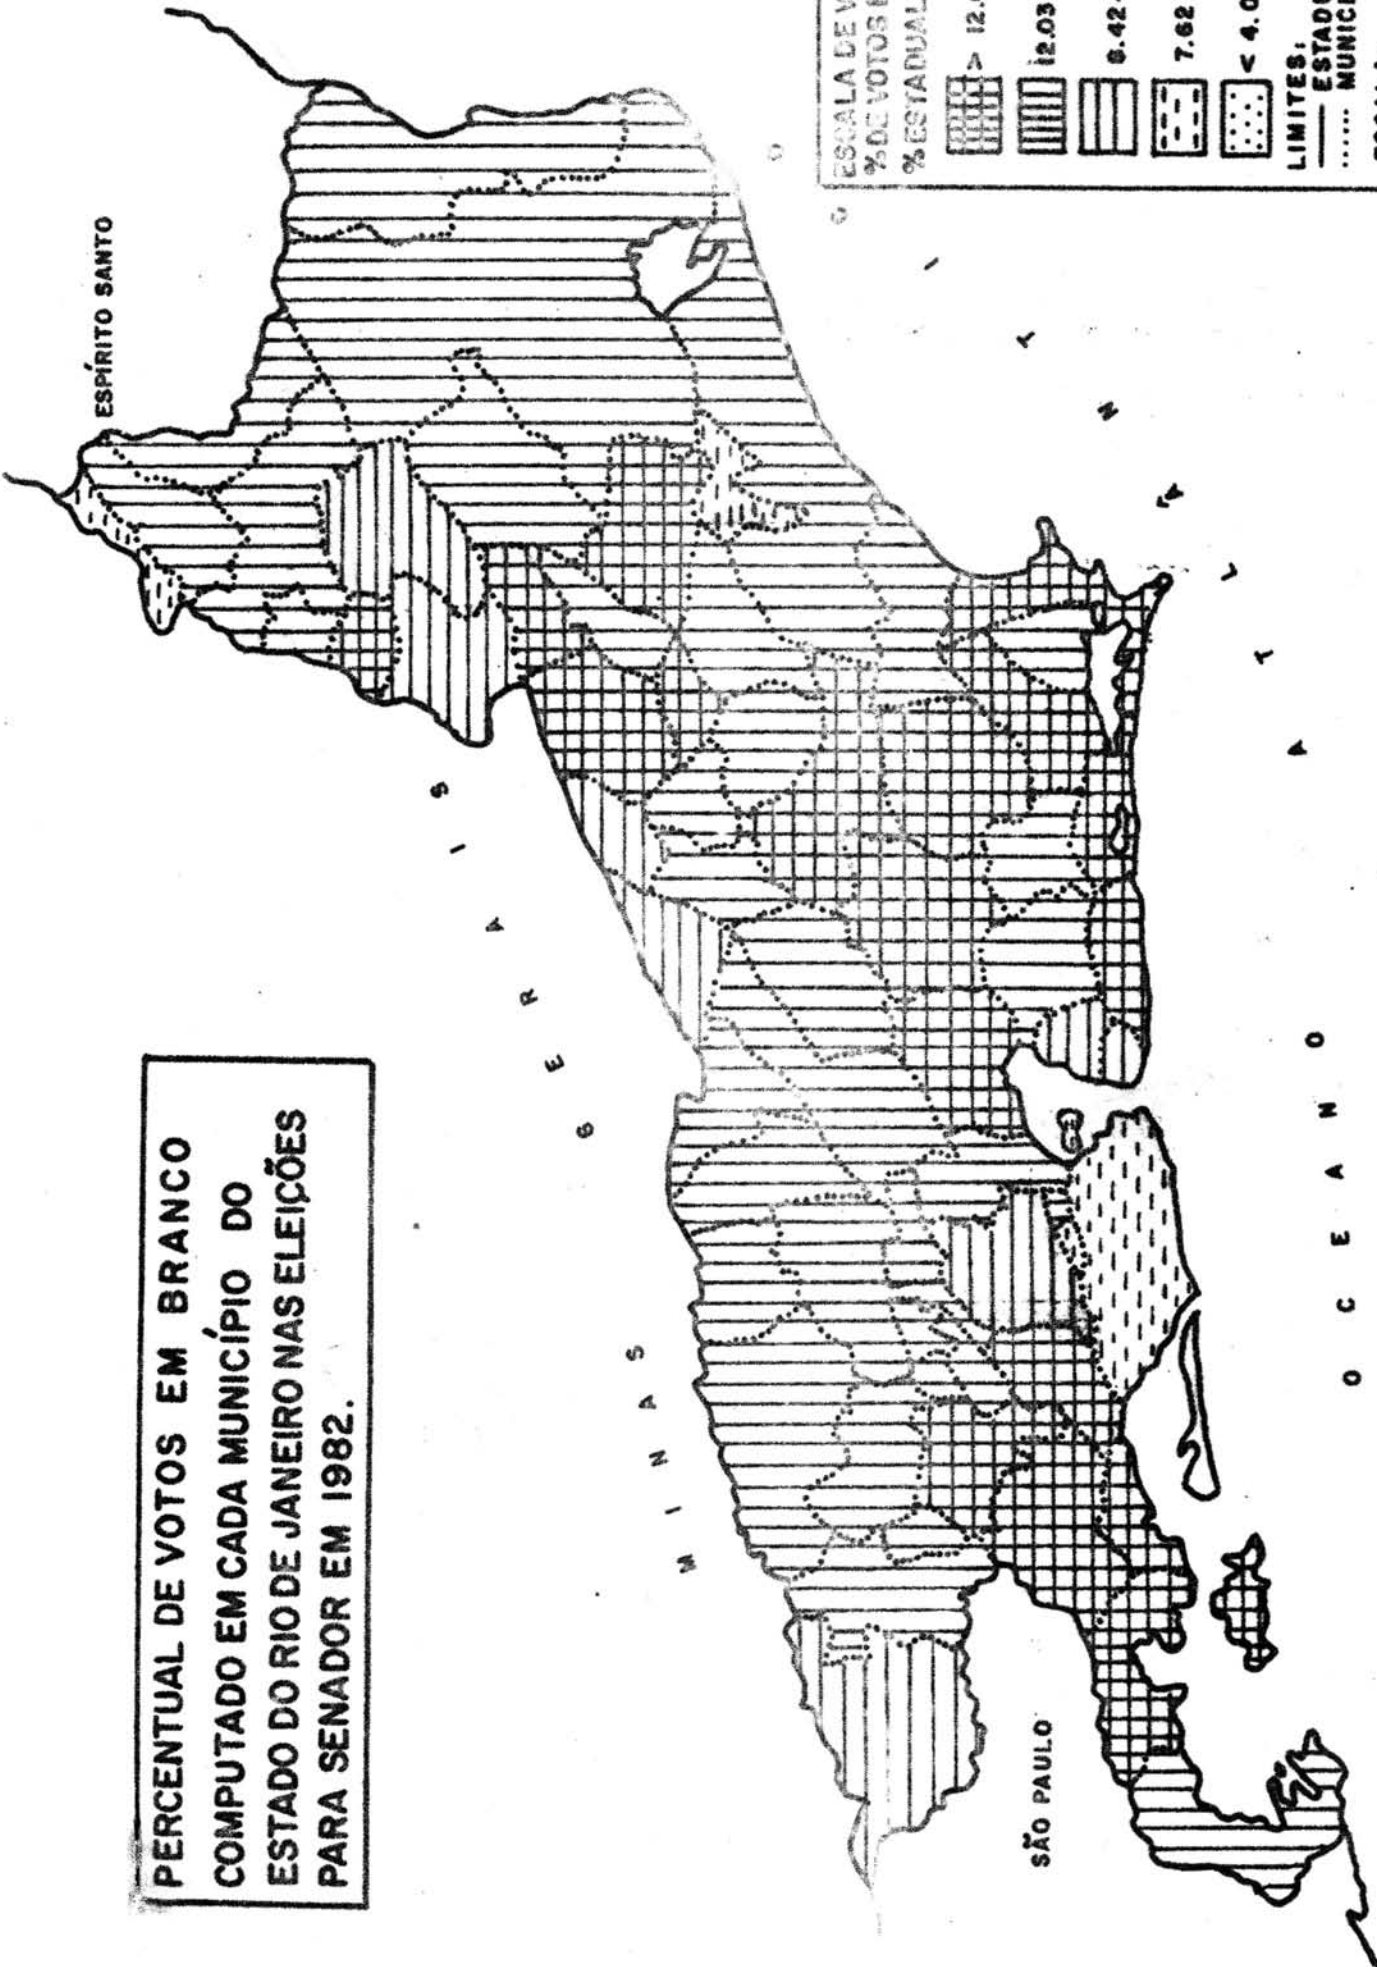 PERCENTUAL DE VOTOS EM BRANCO
COMPUTADO EM CADA MUNICÍPIO DO
ESTADO DO RIO DE JANEIRO NAS ELEIÇÕES
PARA SENADOR EM 1982.
ESPÍRITO SANTO
MINAS GERAIS
SÃO PAULO
OCEANO ATLANTICO
ESCALA DE
% DE VOTOS
% ESTADUAL
> 12.
12.03
8.42
7.62
< 4.0
LIMITES:
ESTADU
MUNICI